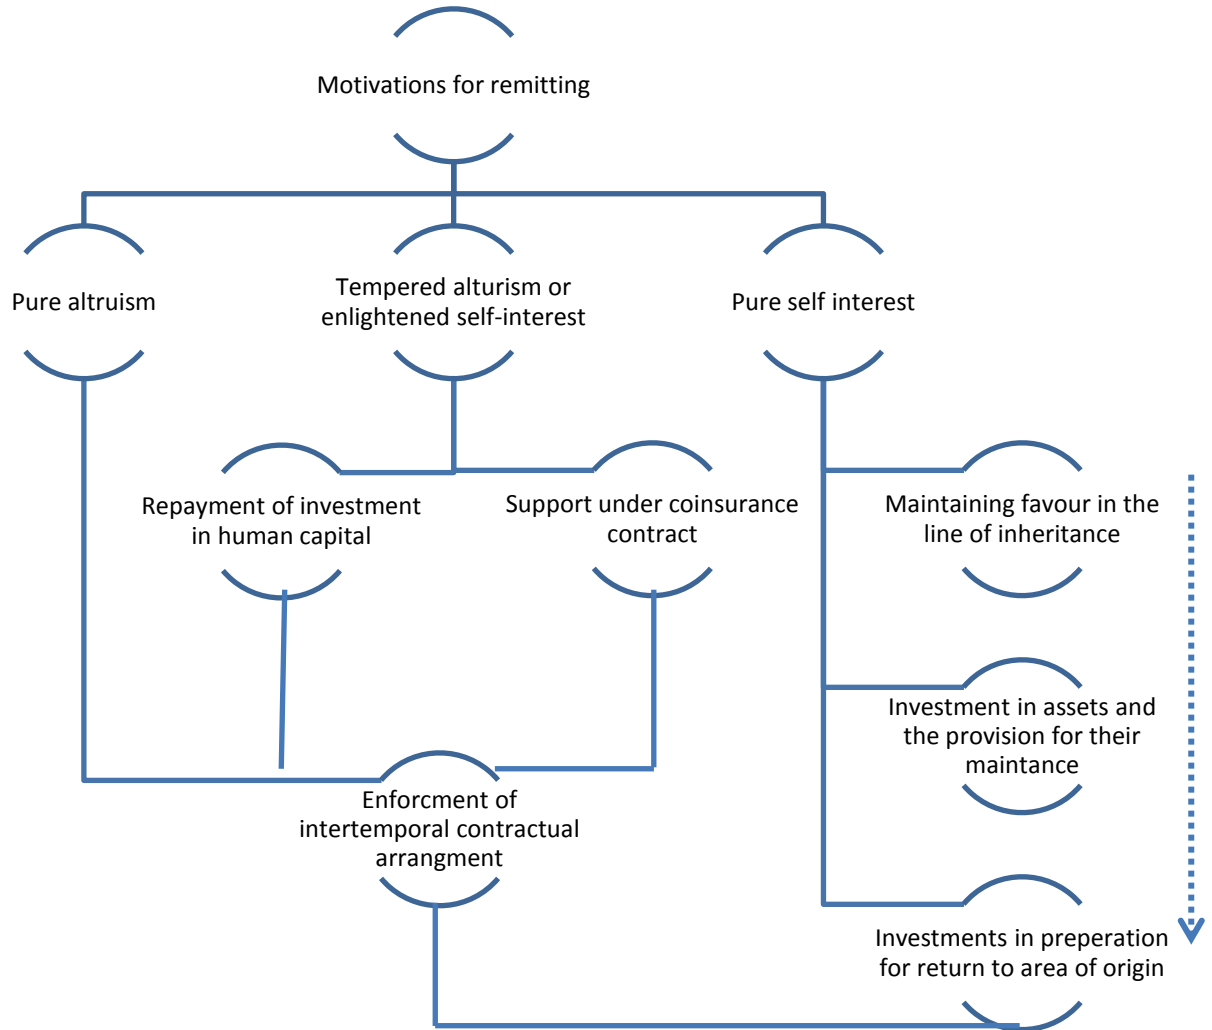 Motivations for remitting
Pure altruism
Tempered alturism or
enlightened self-interest
Pure self interest
Repayment of investment
in human capital
Support under coinsurance
contract
Maintaining favour in the
line of inheritance
Investment in assets and
the provision for their
maintance
Enforcment of
intertemporal contractual
arrangment
Investments in preperation
for return to area of origin